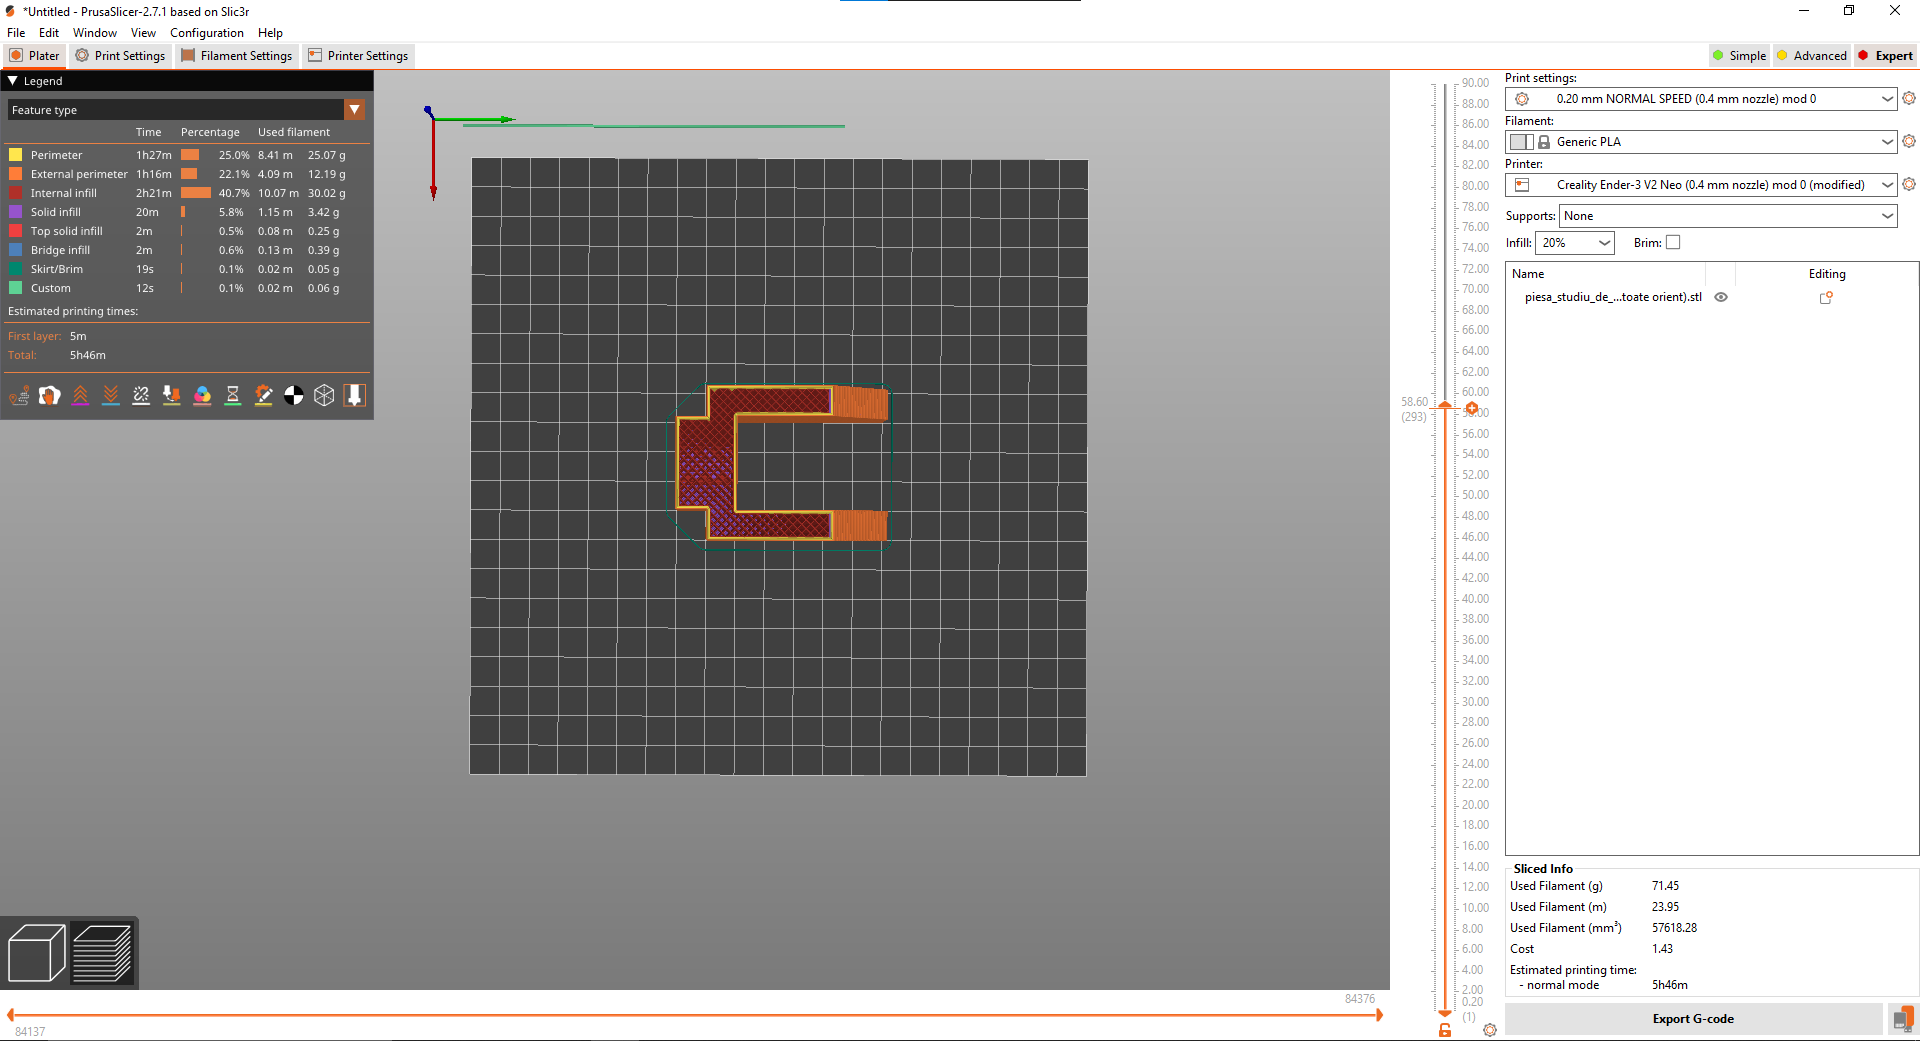 *Untitled - PrusaSlicer-2.7.1 based on Slic3r
File Edit Window View Configuration Help
Plater Print Settings Filament Settings Printer Settings Simple Advanced Expert
Legend
Feature type
Time Percentage Used filament
Perimeter 1h27m 25.0% 8.41 m 25.07 g
External perimeter 1h16m 22.1% 4.09 m 12.19 g
Internal infill 2h21m 40.7% 10.07 m 30.02 g
Solid infill 20m 5.8% 1.15 m 3.42 g
Top solid infill 2m 0.5% 0.08 m 0.25 g
Bridge infill 2m 0.6% 0.13 m 0.39 g
Skirt/Brim 19s 0.1% 0.02 m 0.05 g
Custom 12s 0.1% 0.02 m 0.06 g
Estimated printing times:
First layer: 5m
Total: 5h46m
90.00
88.00
86.00
84.00
82.00
80.00
78.00
76.00
74.00
72.00
70.00
68.00
66.00
64.00
62.00
60.00
58.60
(293)
58.00
56.00
54.00
52.00
50.00
48.00
46.00
44.00
42.00
40.00
38.00
36.00
34.00
32.00
30.00
28.00
26.00
24.00
22.00
20.00
18.00
16.00
14.00
12.00
10.00
8.00
6.00
4.00
2.00
0.20
(1)
84376
84137
Print settings:
0.20 mm NORMAL SPEED (0.4 mm nozzle) mod 0
Filament:
Generic PLA
Printer:
Creality Ender-3 V2 Neo (0.4 mm nozzle) mod 0 (modified)
Supports: None
Infill: 20% Brim:
Name Editing
piesa_studiu_de_...toate orient).stl
Sliced Info
Used Filament (g) 71.45
Used Filament (m) 23.95
Used Filament (mm³) 57618.28
Cost 1.43
Estimated printing time:
- normal mode 5h46m
Export G-code